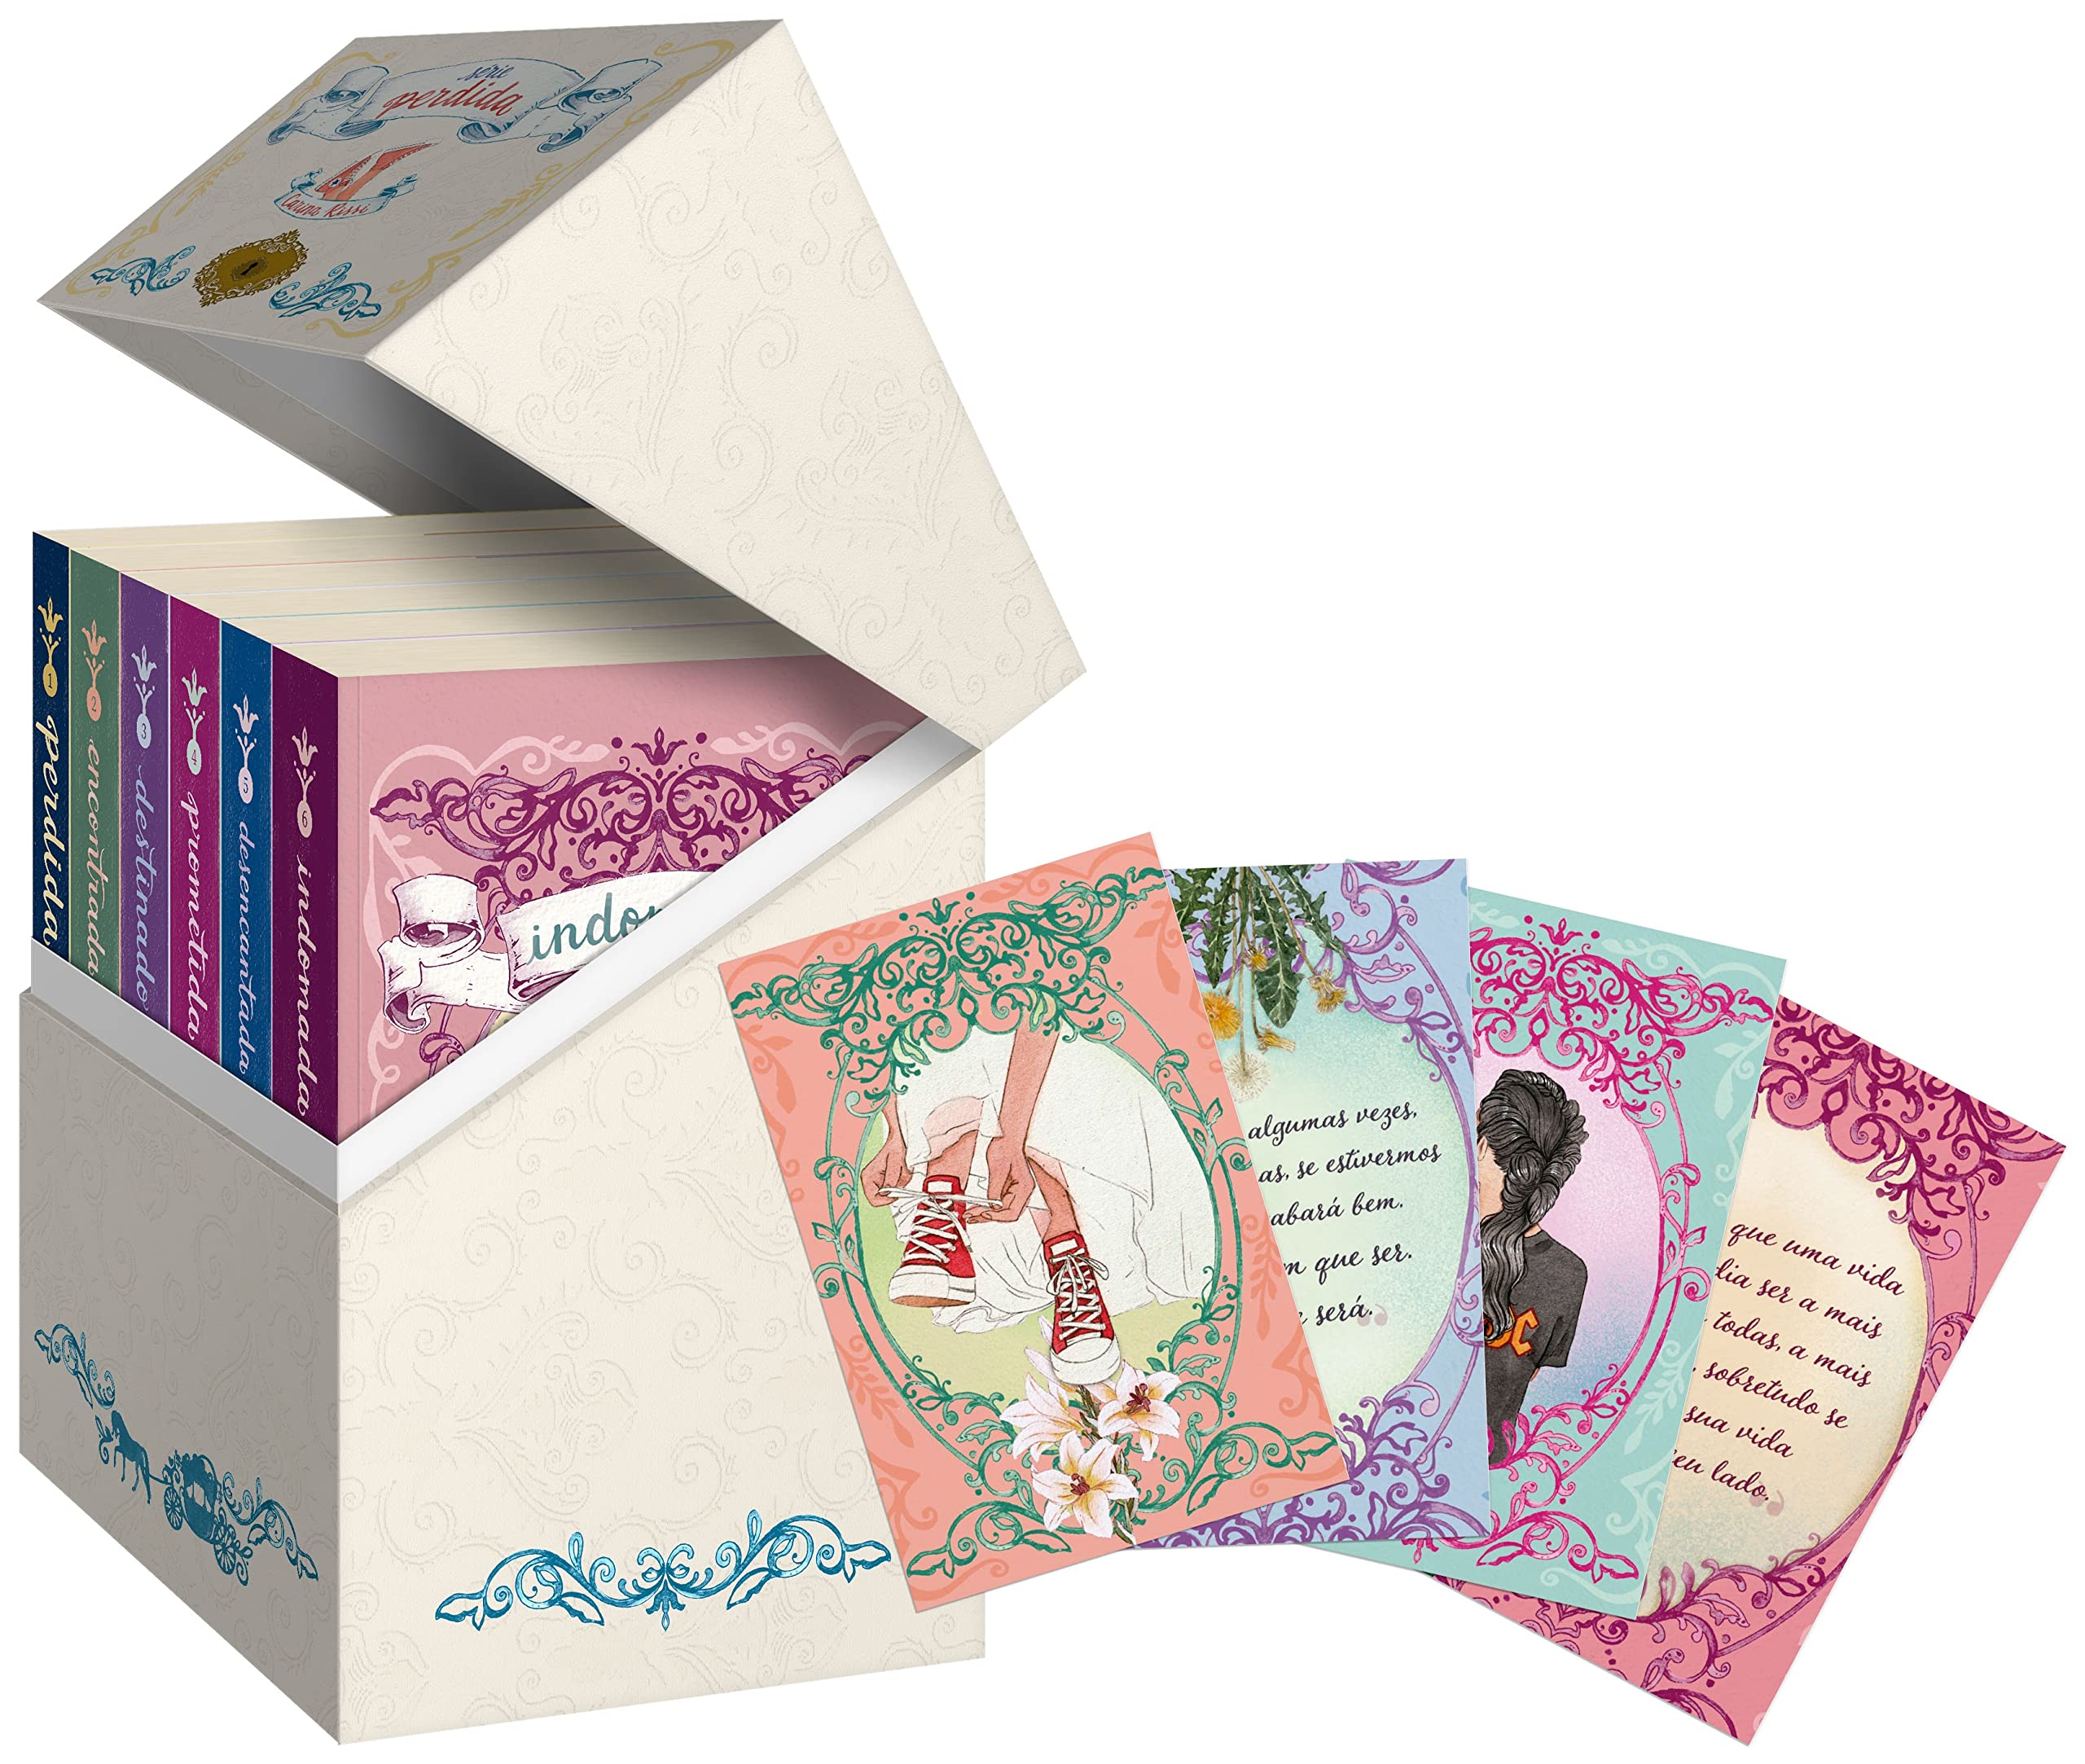 série
perdida
Carina Rissi
1 perdida
2 encontrada
3 destinado
4 prometida
5 desencantado
6 indomada
indo
algumas vezes,
as, se estivermos
abará bem.
m que ser.
será.
que uma vida
dia ser a mais
todas, a mais
, sobretudo se
sua vida
eu lado.
DC